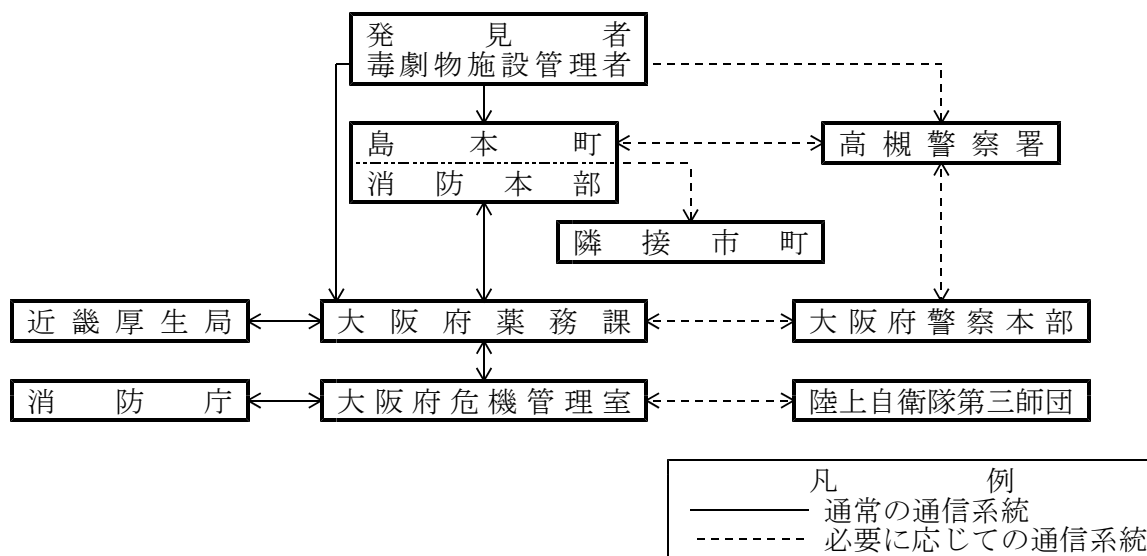 発見者
毒劇物施設管理者
島本町
消防本部
高槻警察署
隣接市町
近畿厚生局
大阪府薬務課
大阪府警察本部
消防庁
大阪府危機管理室
陸上自衛隊第三師団
凡例
通常の通信系統
必要に応じての通信系統